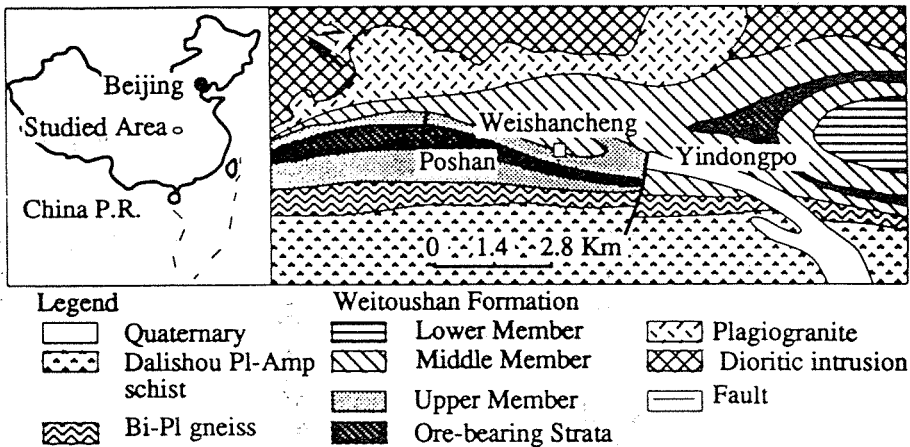 Beijing
Studied Area
China P.R.
N
Weishancheng
Poshan
Yindongpo
0 1.4 2.8 Km
Legend
Quaternary
Dalishou Pl-Amp
schist
Bi-Pl gneiss
Weitoushan Formation
Lower Member
Middle Member
Upper Member
Ore-bearing Strata
Plagiogranite
Dioritic intrusion
Fault